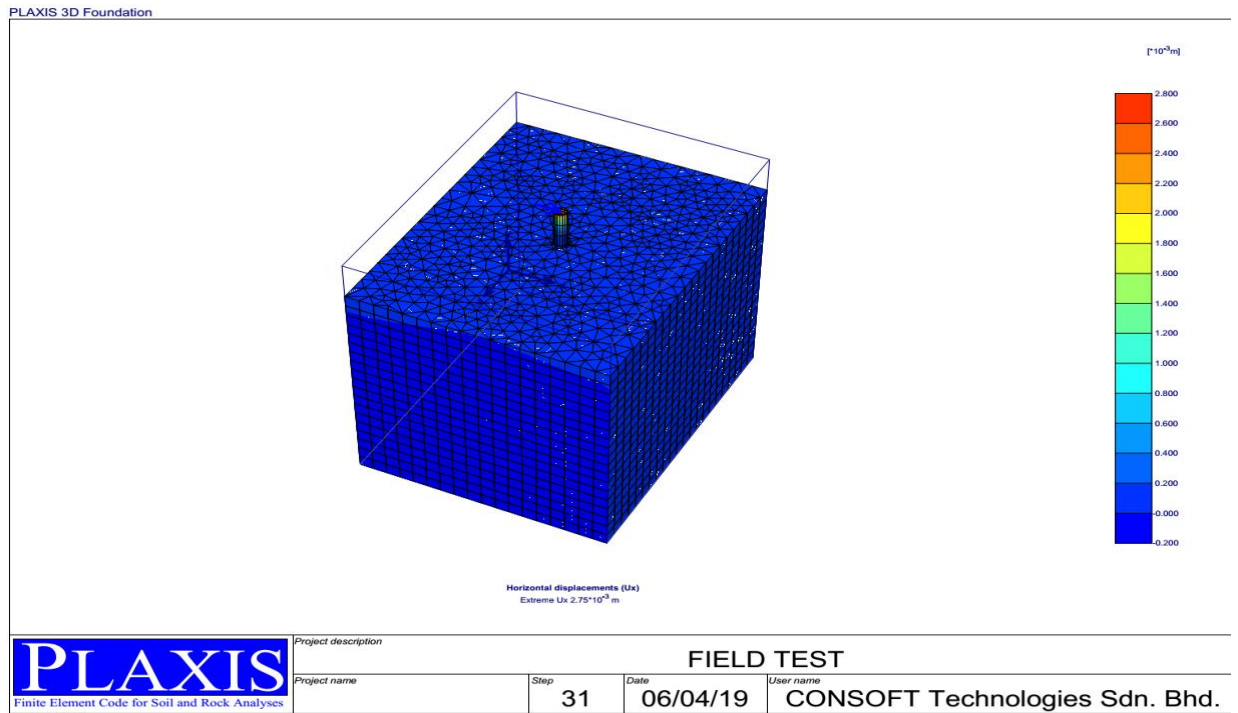 PLAXIS 3D Foundation
[*10-3m]
2.800
2.600
2.400
2.200
2.000
1.800
1.600
1.400
1.200
1.000
0.800
0.600
0.400
0.200
-0.000
-0.200
Horizontal displacements (Ux)
Extreme Ux 2.75*10-3 m
PLAXIS
Finite Element Code for Soil and Rock Analyses
Project description
FIELD TEST
Project name
Step
31
Date
06/04/19
User name
CONSOFT Technologies Sdn. Bhd.